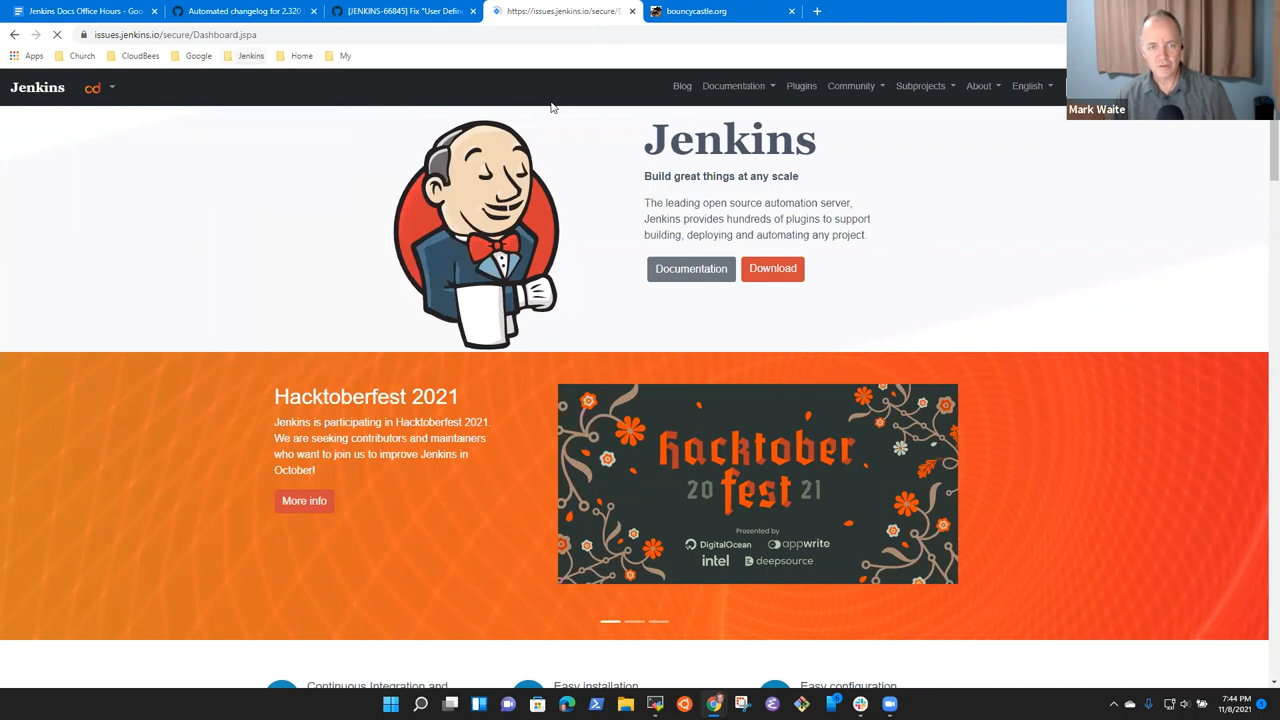 Jenkins Docs Office Hours - Goo
Automated changelog for 2.320
[JENKINS-66845] Fix "User Defin
https://issues.jenkins.io/secure/D
bouncycastle.org
issues.jenkins.io/secure/Dashboard.jspa
Apps
Church
CloudBees
Google
Jenkins
Home
My
Jenkins
cd
Blog
Documentation
Plugins
Community
Subprojects
About
English
Mark Waite
Jenkins
Build great things at any scale
The leading open source automation server,
Jenkins provides hundreds of plugins to support
building, deploying and automating any project.
Documentation
Download
Hacktoberfest 2021
Jenkins is participating in Hacktoberfest 2021.
We are seeking contributors and maintainers
who want to join us to improve Jenkins in
October!
More info
hacktober
20 fest 21
Presented by
DigitalOcean
appwrite
intel
deepsource
Continuous Integration and
Easy installation
Easy configuration
7:44 PM
11/8/2021